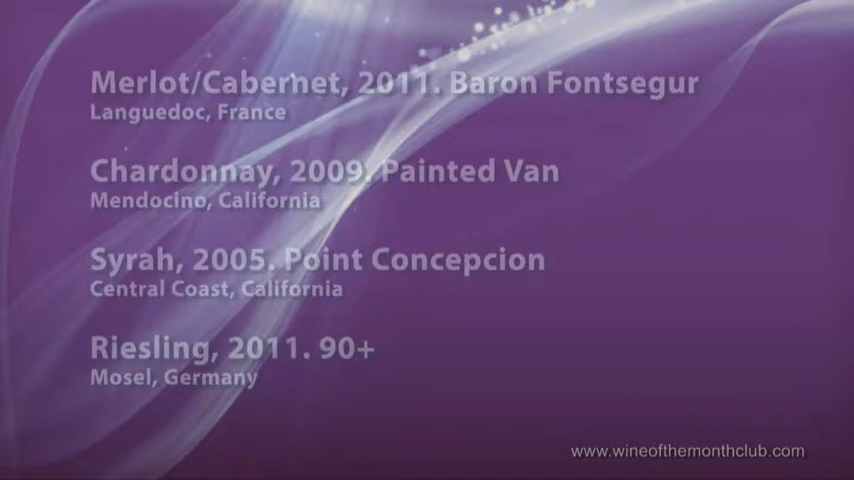 Merlot/Cabernet, 2011. Baron Fontsegur
Languedoc, France
Chardonnay, 2009. Painted Van
Mendocino, California
Syrah, 2005. Point Concepcion
Central Coast, California
Riesling, 2011. 90+
Mosel, Germany
www.wineofthemonthclub.com